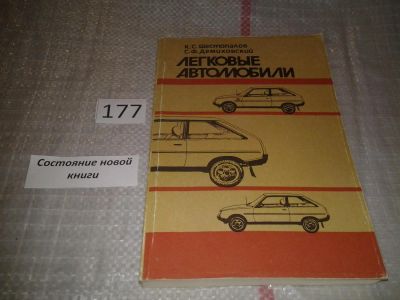 К. С. Шестопалов
С. Ф. Демиховский
ЛЕГКОВЫЕ
АВТОМОБИЛИ
177
Состояние новой
книги